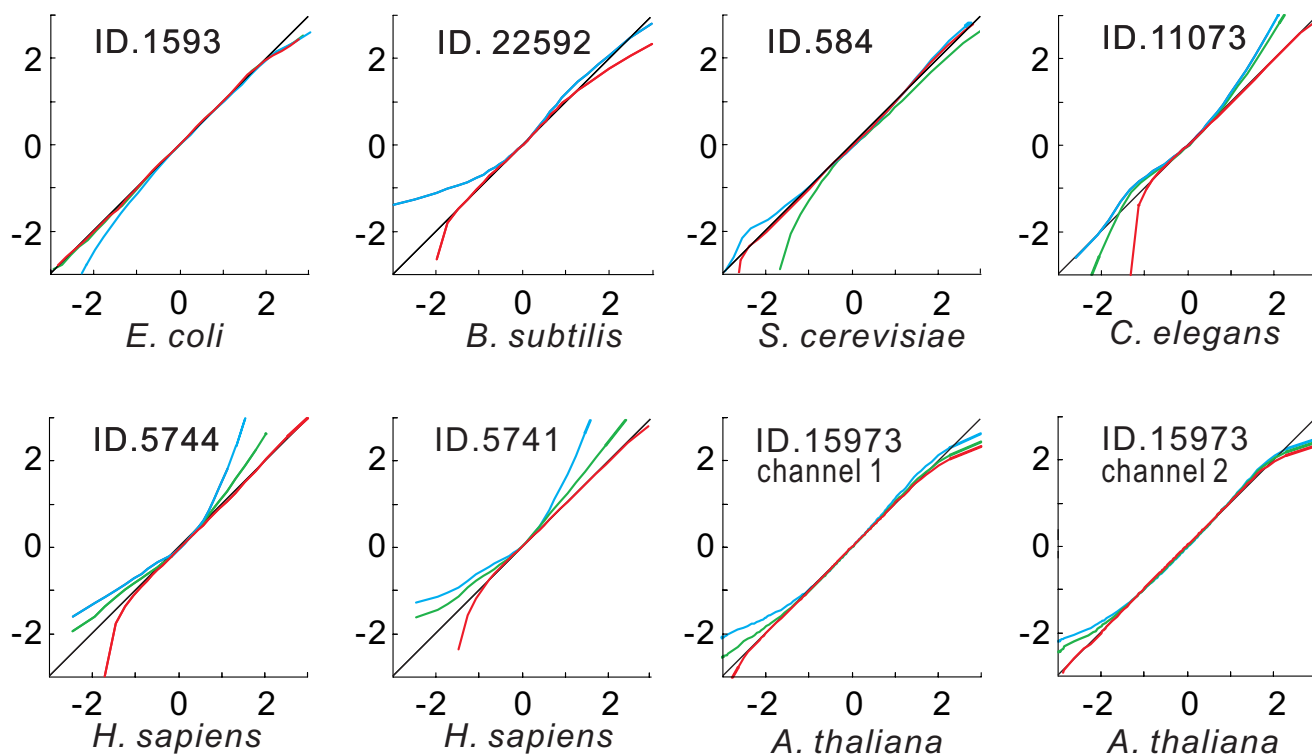 ID.1593
2
0
-2
-2 0 2
E. coli
ID. 22592
2
0
-2
-2 0 2
B. subtilis
ID.584
2
0
-2
-2 0 2
S. cerevisiae
ID.11073
2
0
-2
-2 0 2
C. elegans
ID.5744
2
0
-2
-2 0 2
H. sapiens
ID.5741
2
0
-2
-2 0 2
H. sapiens
ID.15973
channel 1
2
0
-2
-2 0 2
A. thaliana
ID.15973
channel 2
2
0
-2
-2 0 2
A. thaliana